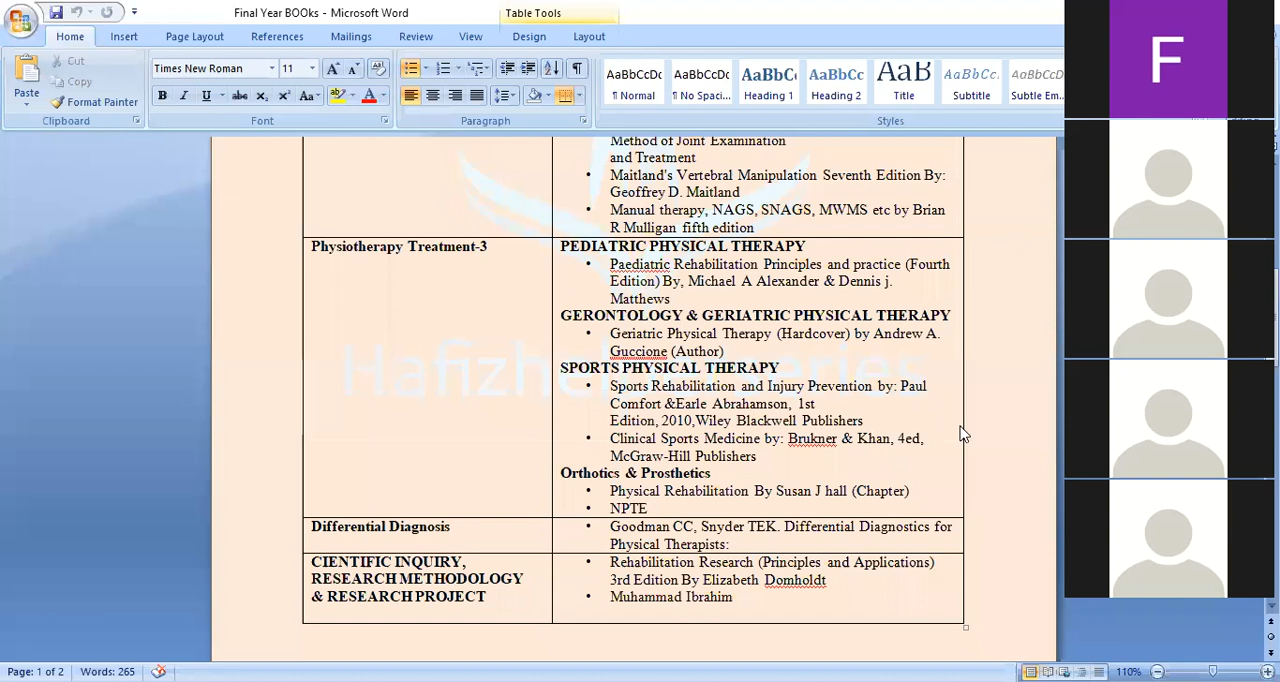 Final Year BOOks - Microsoft Word
Table Tools
Home
Insert
Page Layout
References
Mailings
Review
View
Design
Layout
Paste
Cut
Copy
Format Painter
Clipboard
Times New Roman
11
Font
Paragraph
AaBbCcDc
¶ Normal
AaBbCcDc
¶ No Spaci...
AaBbC
Heading 1
AaBbCc
Heading 2
AaB
Title
AaBbCc.
Subtitle
AaBbCcDc
Subtle Em...
Styles
F
Method of Joint Examination
and Treatment
• Maitland's Vertebral Manipulation Seventh Edition By:
Geoffrey D. Maitland
• Manual therapy, NAGS, SNAGS, MWMS etc by Brian
R Mulligan fifth edition
Physiotherapy Treatment-3
PEDIATRIC PHYSICAL THERAPY
• Paediatric Rehabilitation Principles and practice (Fourth
Edition) By, Michael A Alexander & Dennis j.
Matthews
GERONTOLOGY & GERIATRIC PHYSICAL THERAPY
• Geriatric Physical Therapy (Hardcover) by Andrew A.
Guccione (Author)
SPORTS PHYSICAL THERAPY
• Sports Rehabilitation and Injury Prevention by: Paul
Comfort &Earle Abrahamson, 1st
Edition, 2010,Wiley Blackwell Publishers
• Clinical Sports Medicine by: Brukner & Khan, 4ed,
McGraw-Hill Publishers
Orthotics & Prosthetics
• Physical Rehabilitation By Susan J hall (Chapter)
• NPTE
Differential Diagnosis
• Goodman CC, Snyder TEK. Differential Diagnostics for
Physical Therapists:
CIENTIFIC INQUIRY,
RESEARCH METHODOLOGY
& RESEARCH PROJECT
• Rehabilitation Research (Principles and Applications)
3rd Edition By Elizabeth Domholdt
• Muhammad Ibrahim
Page: 1 of 2
Words: 265
110%